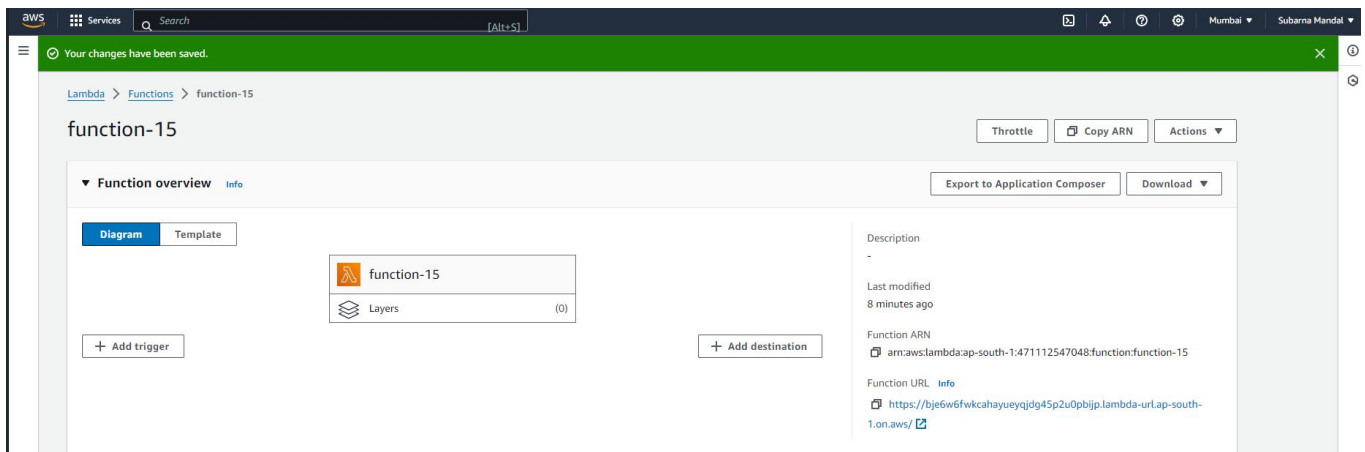 aws
Services
Search
[Alt+S]
Mumbai ▼
Subarna Mandal ▼
Your changes have been saved.
Lambda > Functions > function-15
function-15
Throttle
Copy ARN
Actions ▼
▼ Function overview Info
Export to Application Composer
Download ▼
Diagram
Template
function-15
Layers (0)
+ Add trigger
+ Add destination
Description
-
Last modified
8 minutes ago
Function ARN
arn:aws:lambda:ap-south-1:471112547048:function:function-15
Function URL Info
https://bje6w6fwkcahayueyqjdg45p2u0pbijp.lambda-url.ap-south-
1.on.aws/